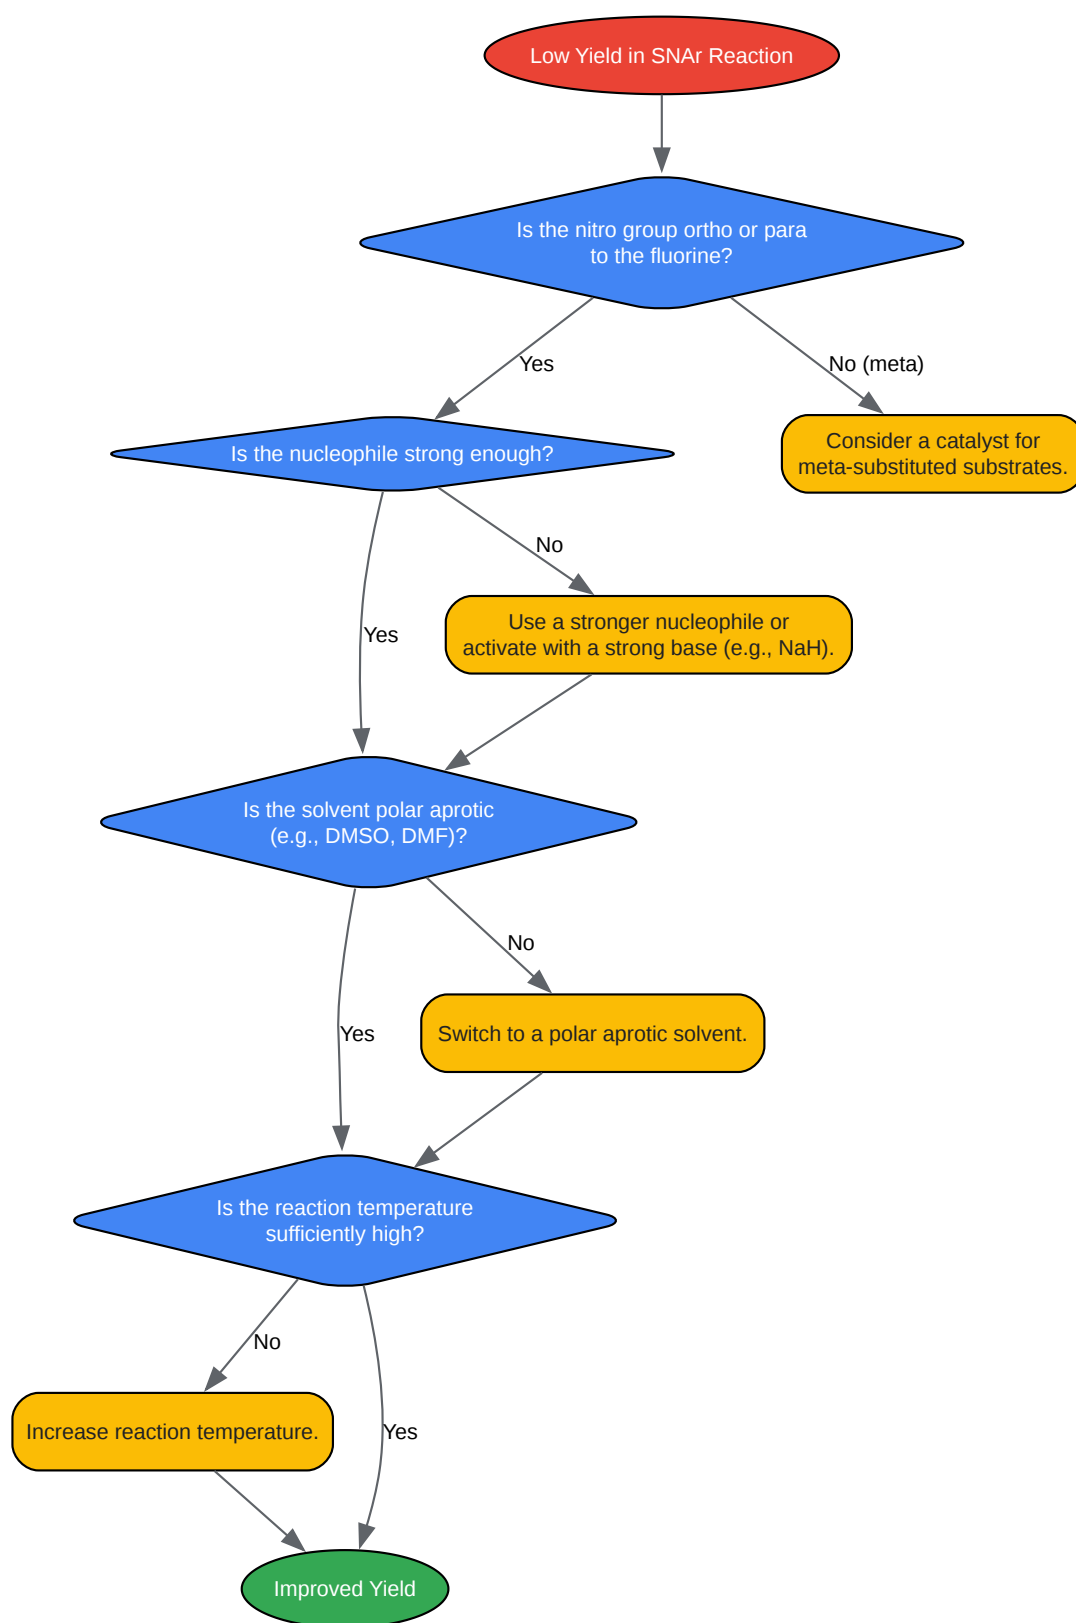 Low Yield in SNAr Reaction
Is the nitro group ortho or para
to the fluorine?
Yes
No (meta)
Is the nucleophile strong enough?
Consider a catalyst for
meta-substituted substrates.
No
Yes
Use a stronger nucleophile or
activate with a strong base (e.g., NaH).
Is the solvent polar aprotic
(e.g., DMSO, DMF)?
No
Yes
Switch to a polar aprotic solvent.
Is the reaction temperature
sufficiently high?
No
Increase reaction temperature.
Yes
Improved Yield